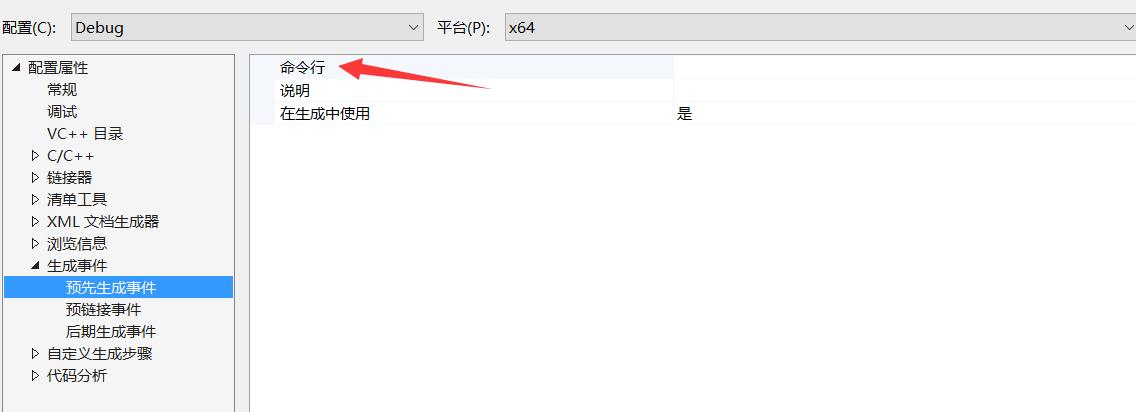 配置(C): Debug 平台(P): x64
配置属性
常规
调试
VC++ 目录
C/C++
链接器
清单工具
XML 文档生成器
浏览信息
生成事件
预先生成事件
预链接事件
后期生成事件
自定义生成步骤
代码分析
命令行
说明
在生成中使用 是